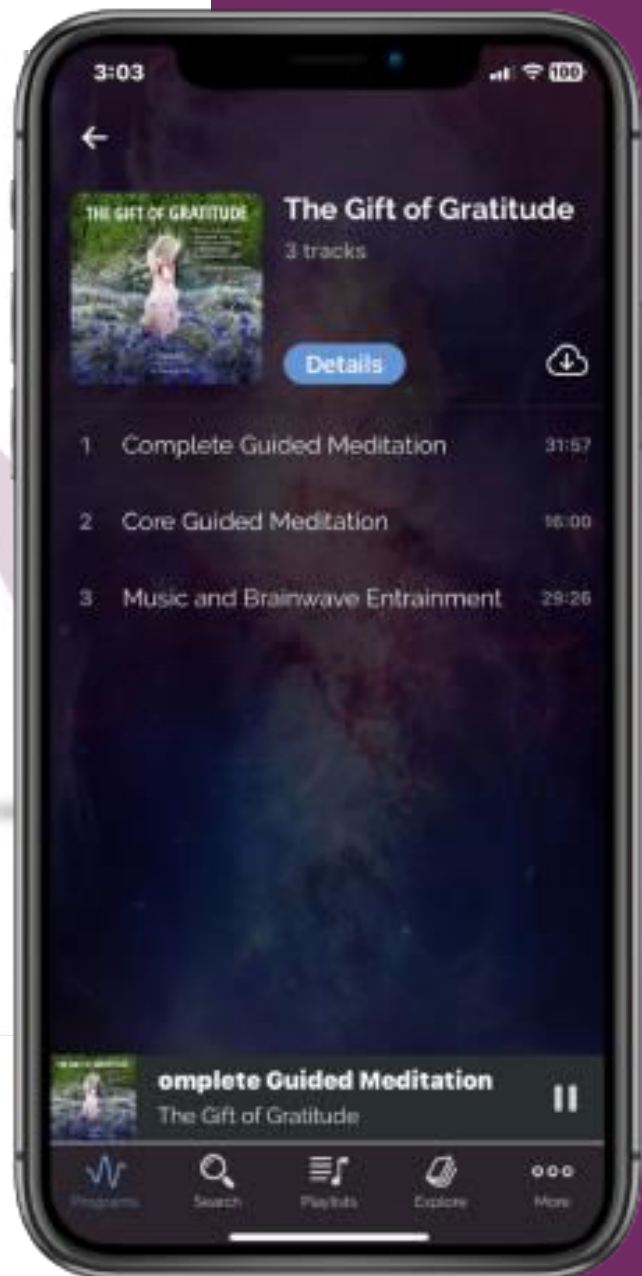 3:03
100
THE GIFT OF GRATITUDE
The Gift of Gratitude
3 tracks
Details
1 Complete Guided Meditation 31:57
2 Core Guided Meditation 16:00
3 Music and Brainwave Entrainment 29:26
omplete Guided Meditation
The Gift of Gratitude
Programs
Search
Playlists
Explore
More